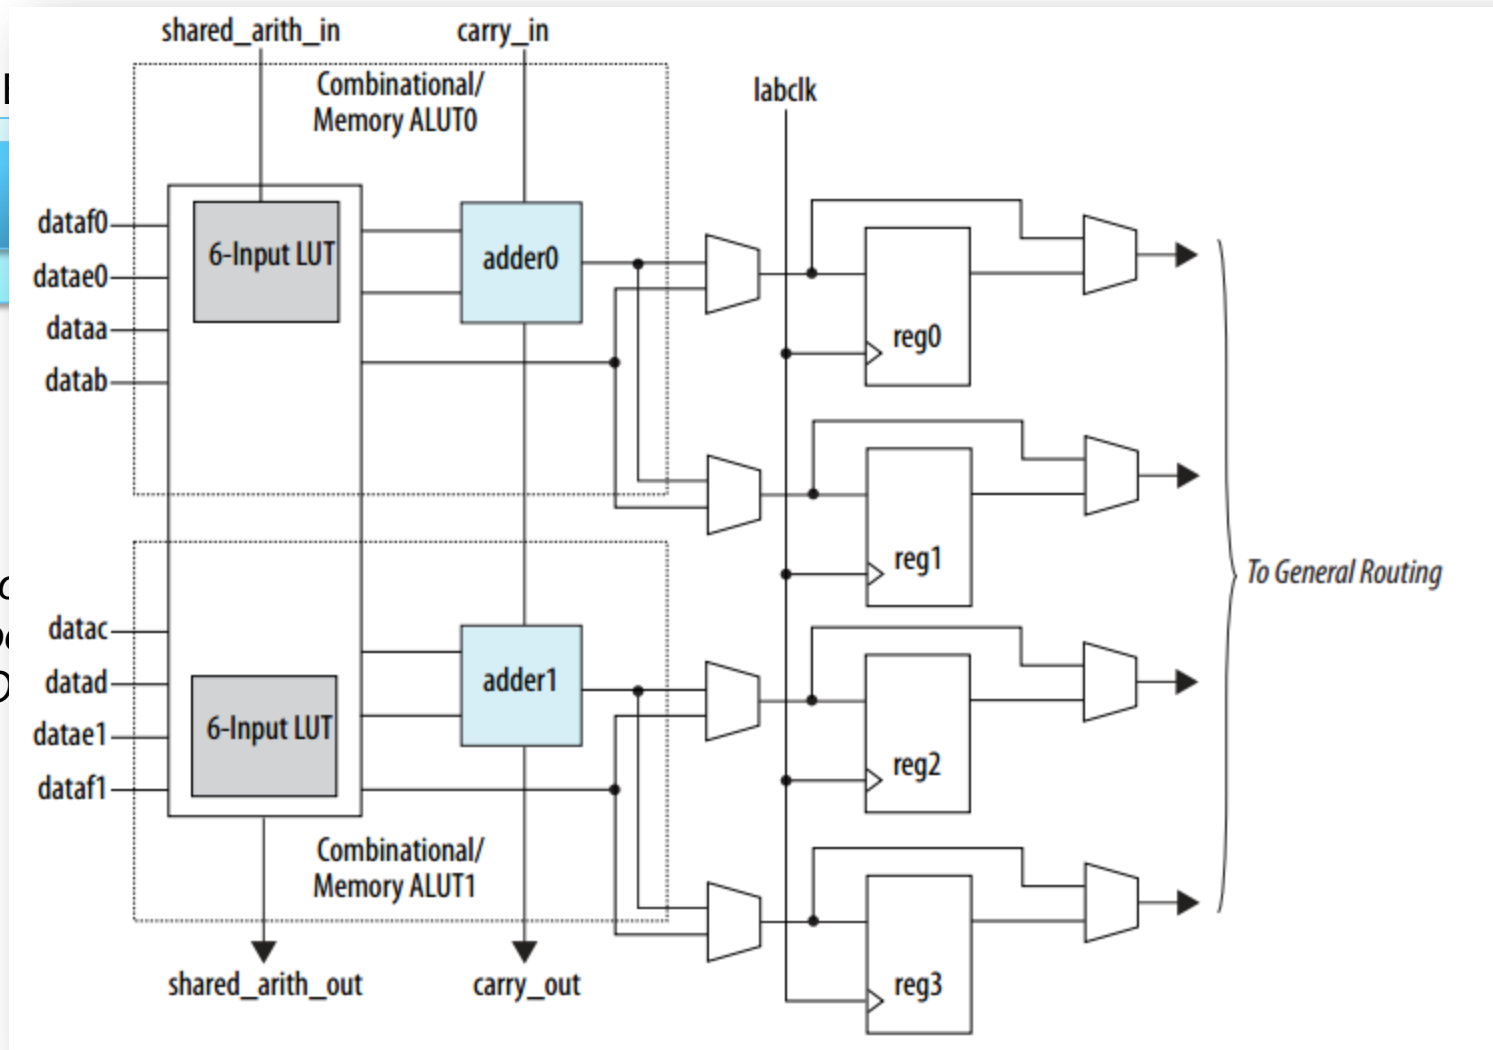 shared_arith_in
carry_in
Combinational/
Memory ALUT0
labclk
dataf0
datae0
dataa
datab
6-Input LUT
adder0
reg0
reg1
To General Routing
datac
datad
datae1
dataf1
6-Input LUT
adder1
reg2
Combinational/
Memory ALUT1
reg3
shared_arith_out
carry_out